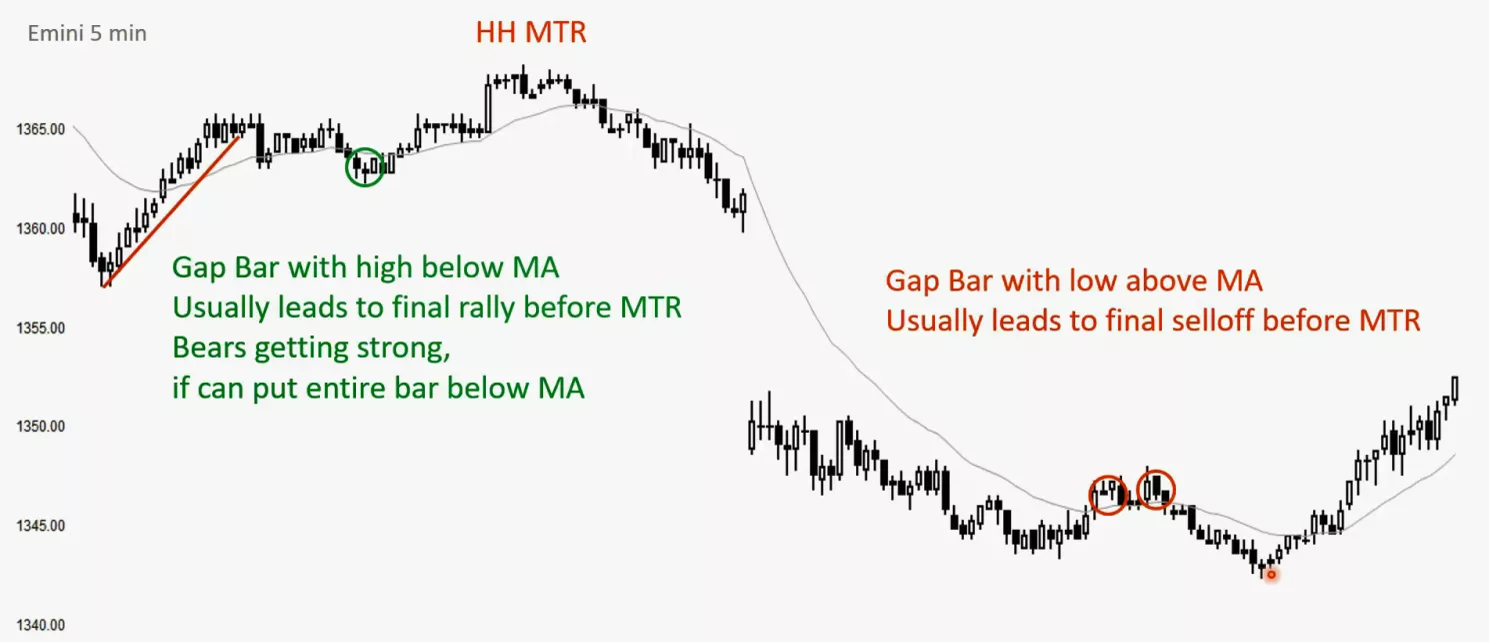 Emini 5 min
HH MTR
1365.00
1360.00
Gap Bar with high below MA
Usually leads to final rally before MTR
Bears getting strong,
if can put entire bar below MA
Gap Bar with low above MA
Usually leads to final selloff before MTR
1355.00
1350.00
1345.00
1340.00